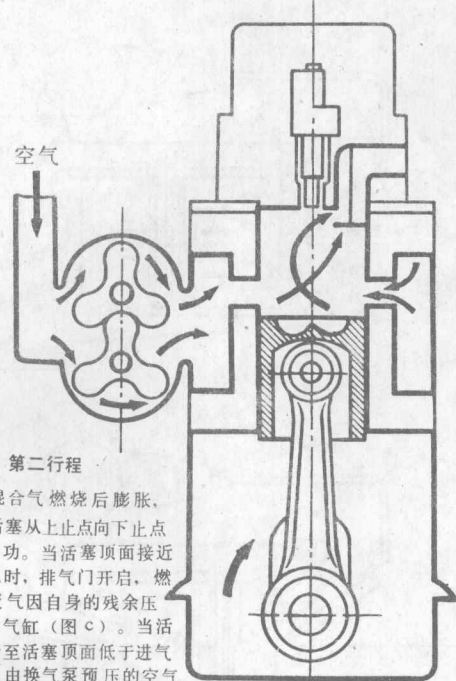 空气
第二行程
混合气燃烧后膨胀，
活塞从上止点向下止点
功。当活塞顶面接近
时，排气门开启，燃
气因自身的残余压
气缸（图c）。当活
至活塞顶面低于进气
由换气泵预压的空气